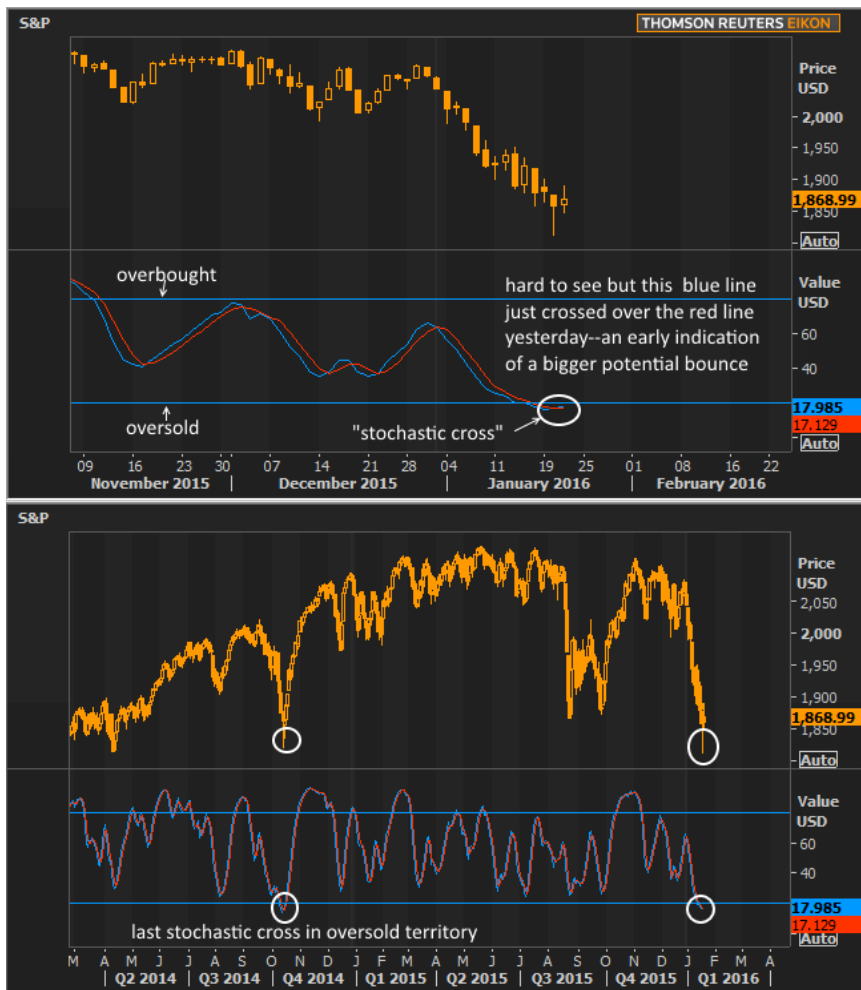 S&P
THOMSON REUTERS EIKON
Price
USD
2,000
1,950
1,900
1,868.99
1,850
Auto
overbought
hard to see but this blue line
just crossed over the red line
yesterday--an early indication
of a bigger potential bounce
Value
USD
60
40
oversold
"stochastic cross"
17.985
17.129
Auto
09 16 23 30 07 14 21 28 04 11 19 25 01 08 16 22
November 2015 December 2015 January 2016 February 2016
S&P
Price
USD
2,050
2,000
1,950
1,900
1,868.99
1,850
Auto
Value
USD
60
40
17.985
17.129
last stochastic cross in oversold territory
Auto
M A M J J A S O N D J F M A M J J A S O N D J F M A
Q2 2014 Q3 2014 Q4 2014 Q1 2015 Q2 2015 Q3 2015 Q4 2015 Q1 2016